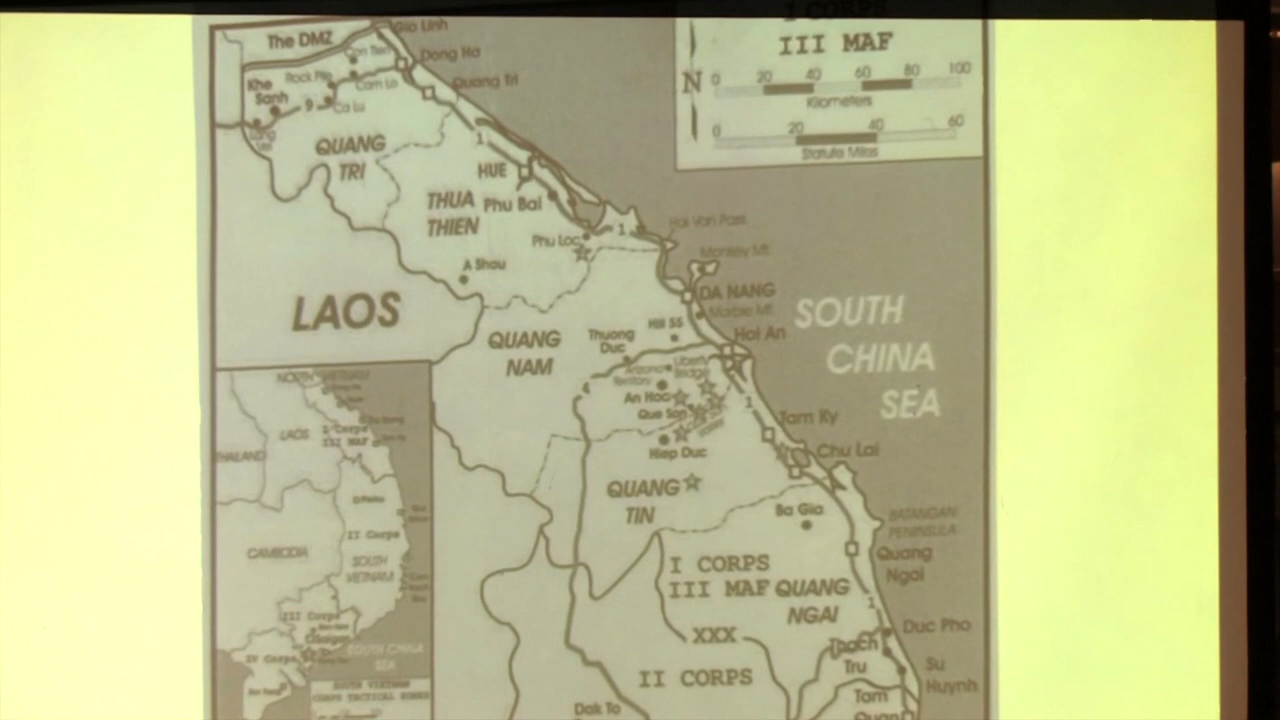 I CORPS
III MAF
N
0 20 40 60 80 100
Kilometers
0 20 40 60
Statute Miles
The DMZ
Gio Linh
Con Tien
Dong Ha
Rock Pile
Cam Lo
Quang Tri
Khe
Sanh
9
Ca Lu
Lang
Vei
QUANG
TRI
1
HUE
THUA
THIEN
Phu Bai
Phu Loc
1
Hai Van Pass
A Shau
Monkey Mt.
LAOS
DA NANG
Marble Mt.
SOUTH
CHINA
SEA
QUANG
NAM
Hill 55
Hoi An
Thuong
Duc
Liberty
Bridge
Arizona
Territory
An Hoa
Que Son
1
Tam Ky
Hiep Duc
Chu Lai
QUANG
TIN
Ba Gia
BATANGAN
PENINSULA
Quang
Ngai
I CORPS
III MAF
QUANG
NGAI
1
XXX
II CORPS
Duc Pho
Thach
Tru
Su
Huynh
Tam
Quan
Dak To
NORTH VIETNAM
LAOS
I Corps
III MAF
THAILAND
II Corps
CAMBODIA
SOUTH
VIETNAM
III Corps
Saigon
IV Corps
SOUTH CHINA
SEA
SOUTH VIETNAM
CORPS TACTICAL ZONES